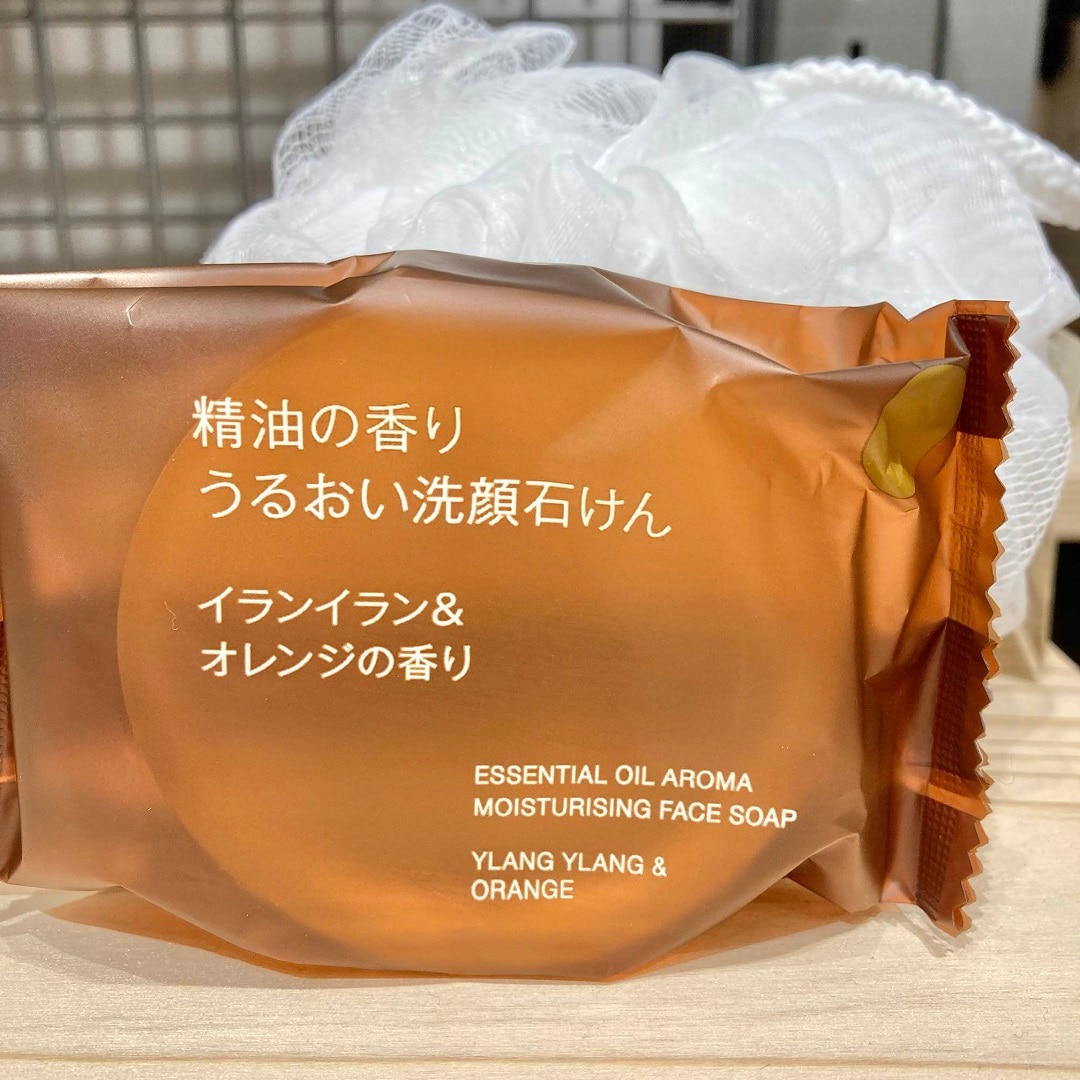 精油の香り
うるおい洗顔石けん
イランイラン&
オレンジの香り
ESSENTIAL OIL AROMA
MOISTURISING FACE SOAP
YLANG YLANG &
ORANGE